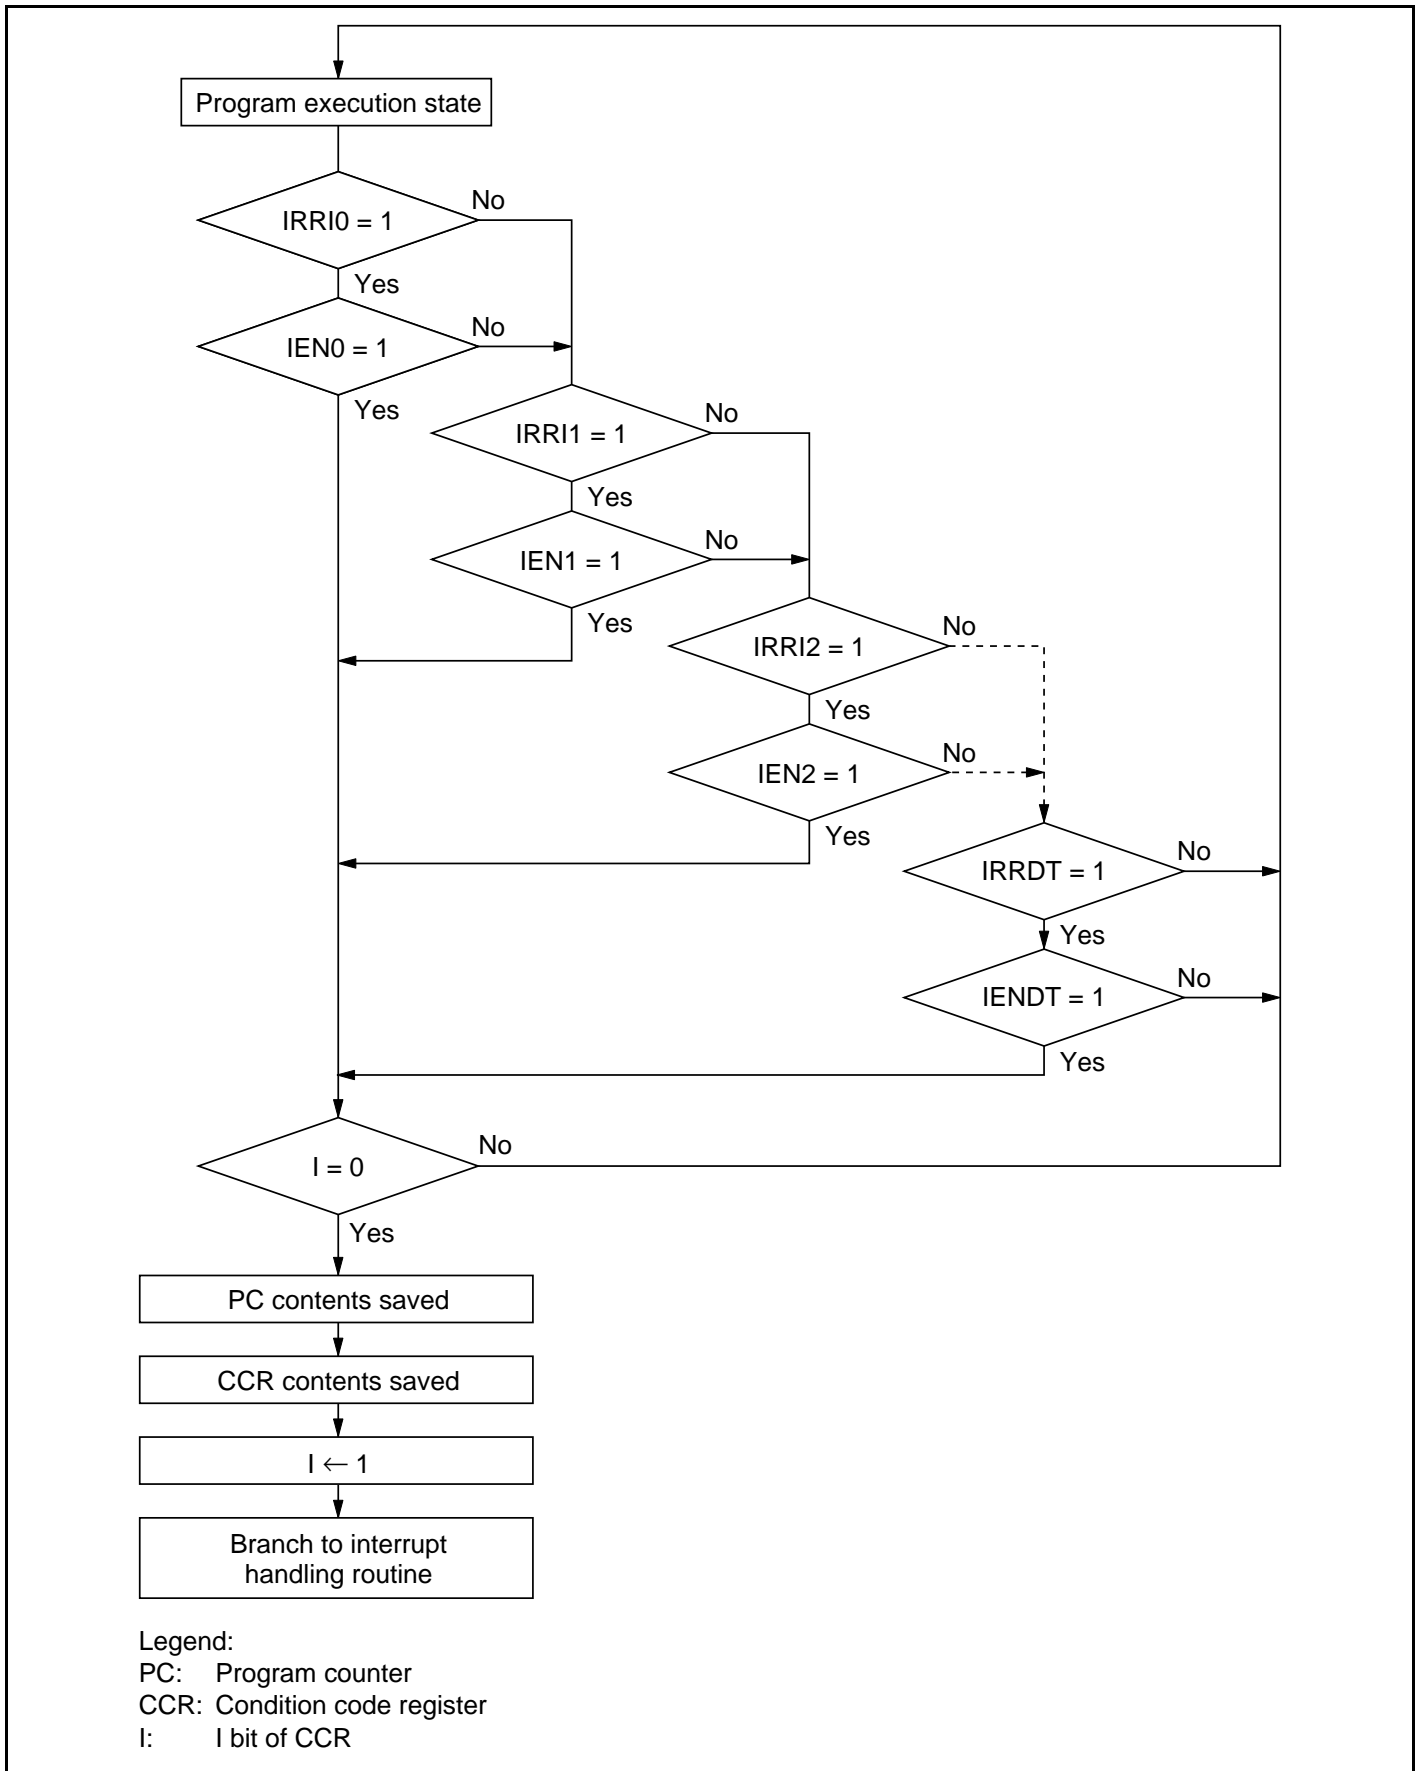 Program execution state
No
IRRI0 = 1
Yes
No
IEN0 = 1
Yes
No
IRRI1 = 1
Yes
No
IEN1 = 1
Yes
No
IRRI2 = 1
Yes
No
IEN2 = 1
Yes
No
IRRDT = 1
Yes
No
IENDT = 1
Yes
No
I = 0
Yes
PC contents saved
CCR contents saved
I ← 1
Branch to interrupt
handling routine
Legend:
PC: Program counter
CCR: Condition code register
I: I bit of CCR